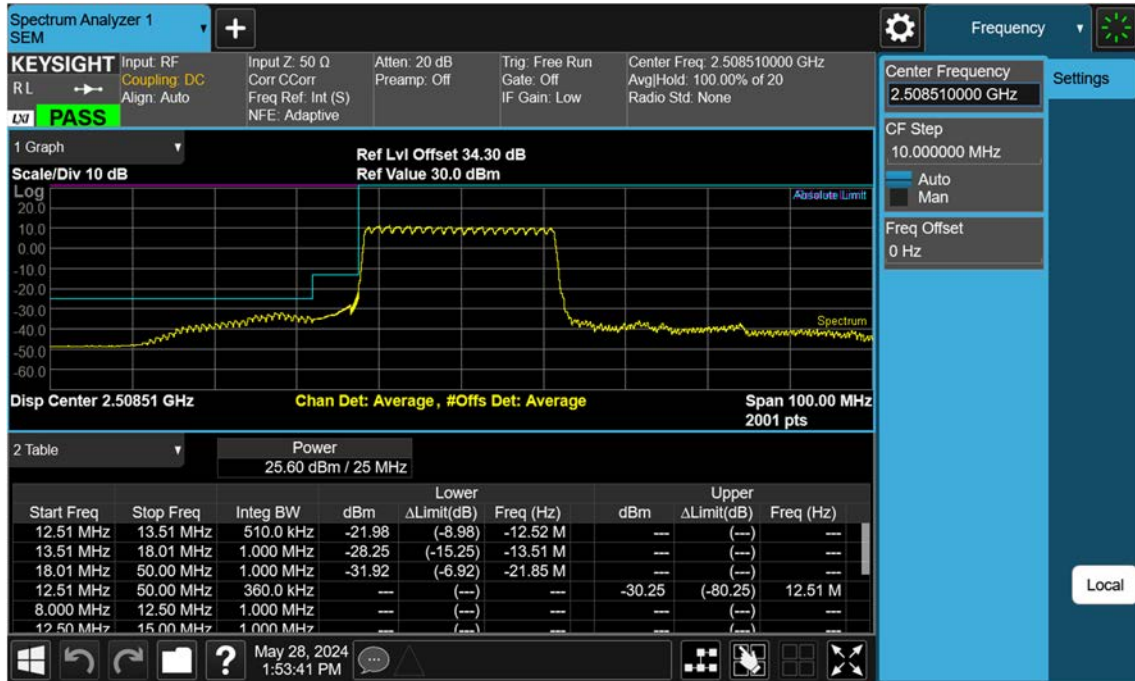 Spectrum Analyzer 1
SEM
Frequency
KEYSIGHT
RL
LXI PASS
Input: RF
Coupling: DC
Align: Auto
Input Z: 50 Ω
Corr CCorr
Freq Ref: Int (S)
NFE: Adaptive
Atten: 20 dB
Preamp: Off
Trig: Free Run
Gate: Off
IF Gain: Low
Center Freq: 2.508510000 GHz
Avg|Hold: 100.00% of 20
Radio Std: None
Center Frequency
2.508510000 GHz
Settings
CF Step
10.000000 MHz
Auto
Man
Freq Offset
0 Hz
Local
1 Graph
Scale/Div 10 dB
Ref Lvl Offset 34.30 dB
Ref Value 30.0 dBm
Log
20.0
10.0
0.00
-10.0
-20.0
-30.0
-40.0
-50.0
-60.0
Absolute Limit
Spectrum
Disp Center 2.50851 GHz
Chan Det: Average, #Offs Det: Average
Span 100.00 MHz
2001 pts
2 Table
Power
25.60 dBm / 25 MHz
Lower Upper
Start Freq Stop Freq Integ BW dBm ΔLimit(dB) Freq (Hz) dBm ΔLimit(dB) Freq (Hz)
12.51 MHz 13.51 MHz 510.0 kHz -21.98 (-8.98) -12.52 M --- (---) ---
13.51 MHz 18.01 MHz 1.000 MHz -28.25 (-15.25) -13.51 M --- (---) ---
18.01 MHz 50.00 MHz 1.000 MHz -31.92 (-6.92) -21.85 M --- (---) ---
12.51 MHz 50.00 MHz 360.0 kHz --- (---) --- -30.25 (-80.25) 12.51 M
8.000 MHz 12.50 MHz 1.000 MHz --- (---) --- --- (---) ---
12.50 MHz 15.00 MHz 1.000 MHz --- (---) --- --- (---) ---
?
May 28, 2024
1:53:41 PM